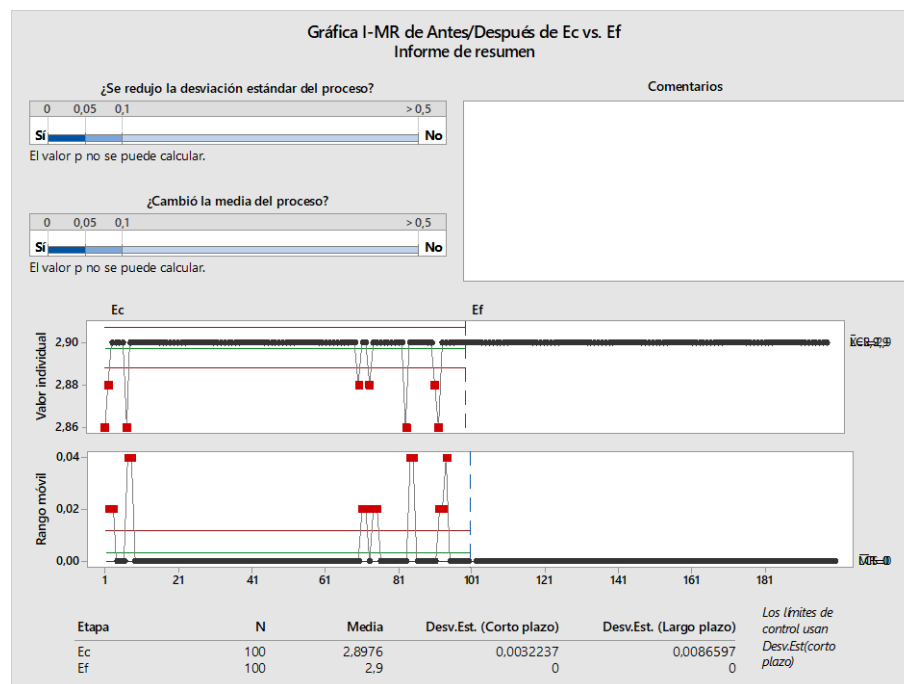 Gráfica I-MR de Antes/Después de Ec vs. Ef
Informe de resumen
¿Se redujo la desviación estándar del proceso?
0 0,05 0,1 > 0,5
Sí No
El valor p no se puede calcular.
¿Cambió la media del proceso?
0 0,05 0,1 > 0,5
Sí No
El valor p no se puede calcular.
Comentarios
Ec Ef
Valor individual
2,90
2,88
2,86
Rango móvil
0,04
0,02
0,00
1 21 41 61 81 101 121 141 161 181
Etapa N Media Desv.Est. (Corto plazo) Desv.Est. (Largo plazo)
Ec 100 2,8976 0,0032237 0,0086597
Ef 100 2,9 0 0
Los límites de
control usan
Desv.Est(corto
plazo)